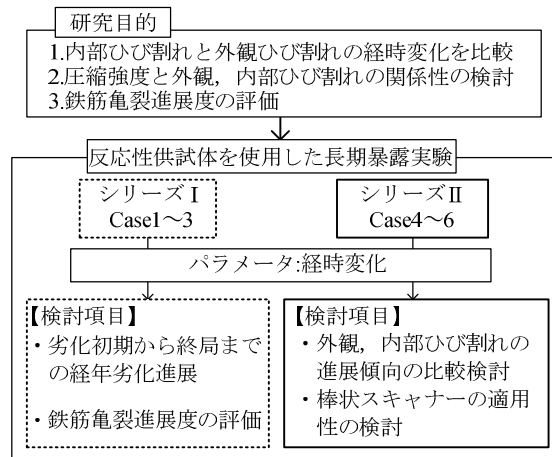 研究目的
1.内部ひび割れと外観ひび割れの経時変化を比較
2.圧縮強度と外観，内部ひび割れの関係性の検討
3.鉄筋亀裂進展度の評価
反応性供試体を使用した長期暴露実験
シリーズⅠ
Case1～3
シリーズⅡ
Case4～6
パラメータ:経時変化
【検討項目】
・劣化初期から終局まで
の経年劣化進展
・鉄筋亀裂進展度の評価
【検討項目】
・外観，内部ひび割れの
進展傾向の比較検討
・棒状スキャナーの適用
性の検討